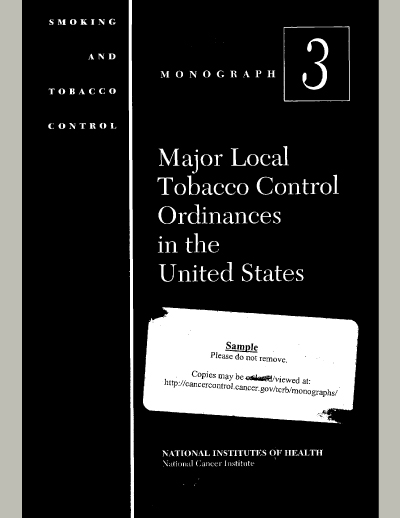 SMOKING
AND
TOBACCO
CONTROL
MONOGRAPH 3
Major Local
Tobacco Control
Ordinances
in the
United States
Sample
Please do not remove.
Copies may be ordered/viewed at:
http://cancercontrol.cancer.gov/tcrb/monographs/
NATIONAL INSTITUTES OF HEALTH
National Cancer Institute